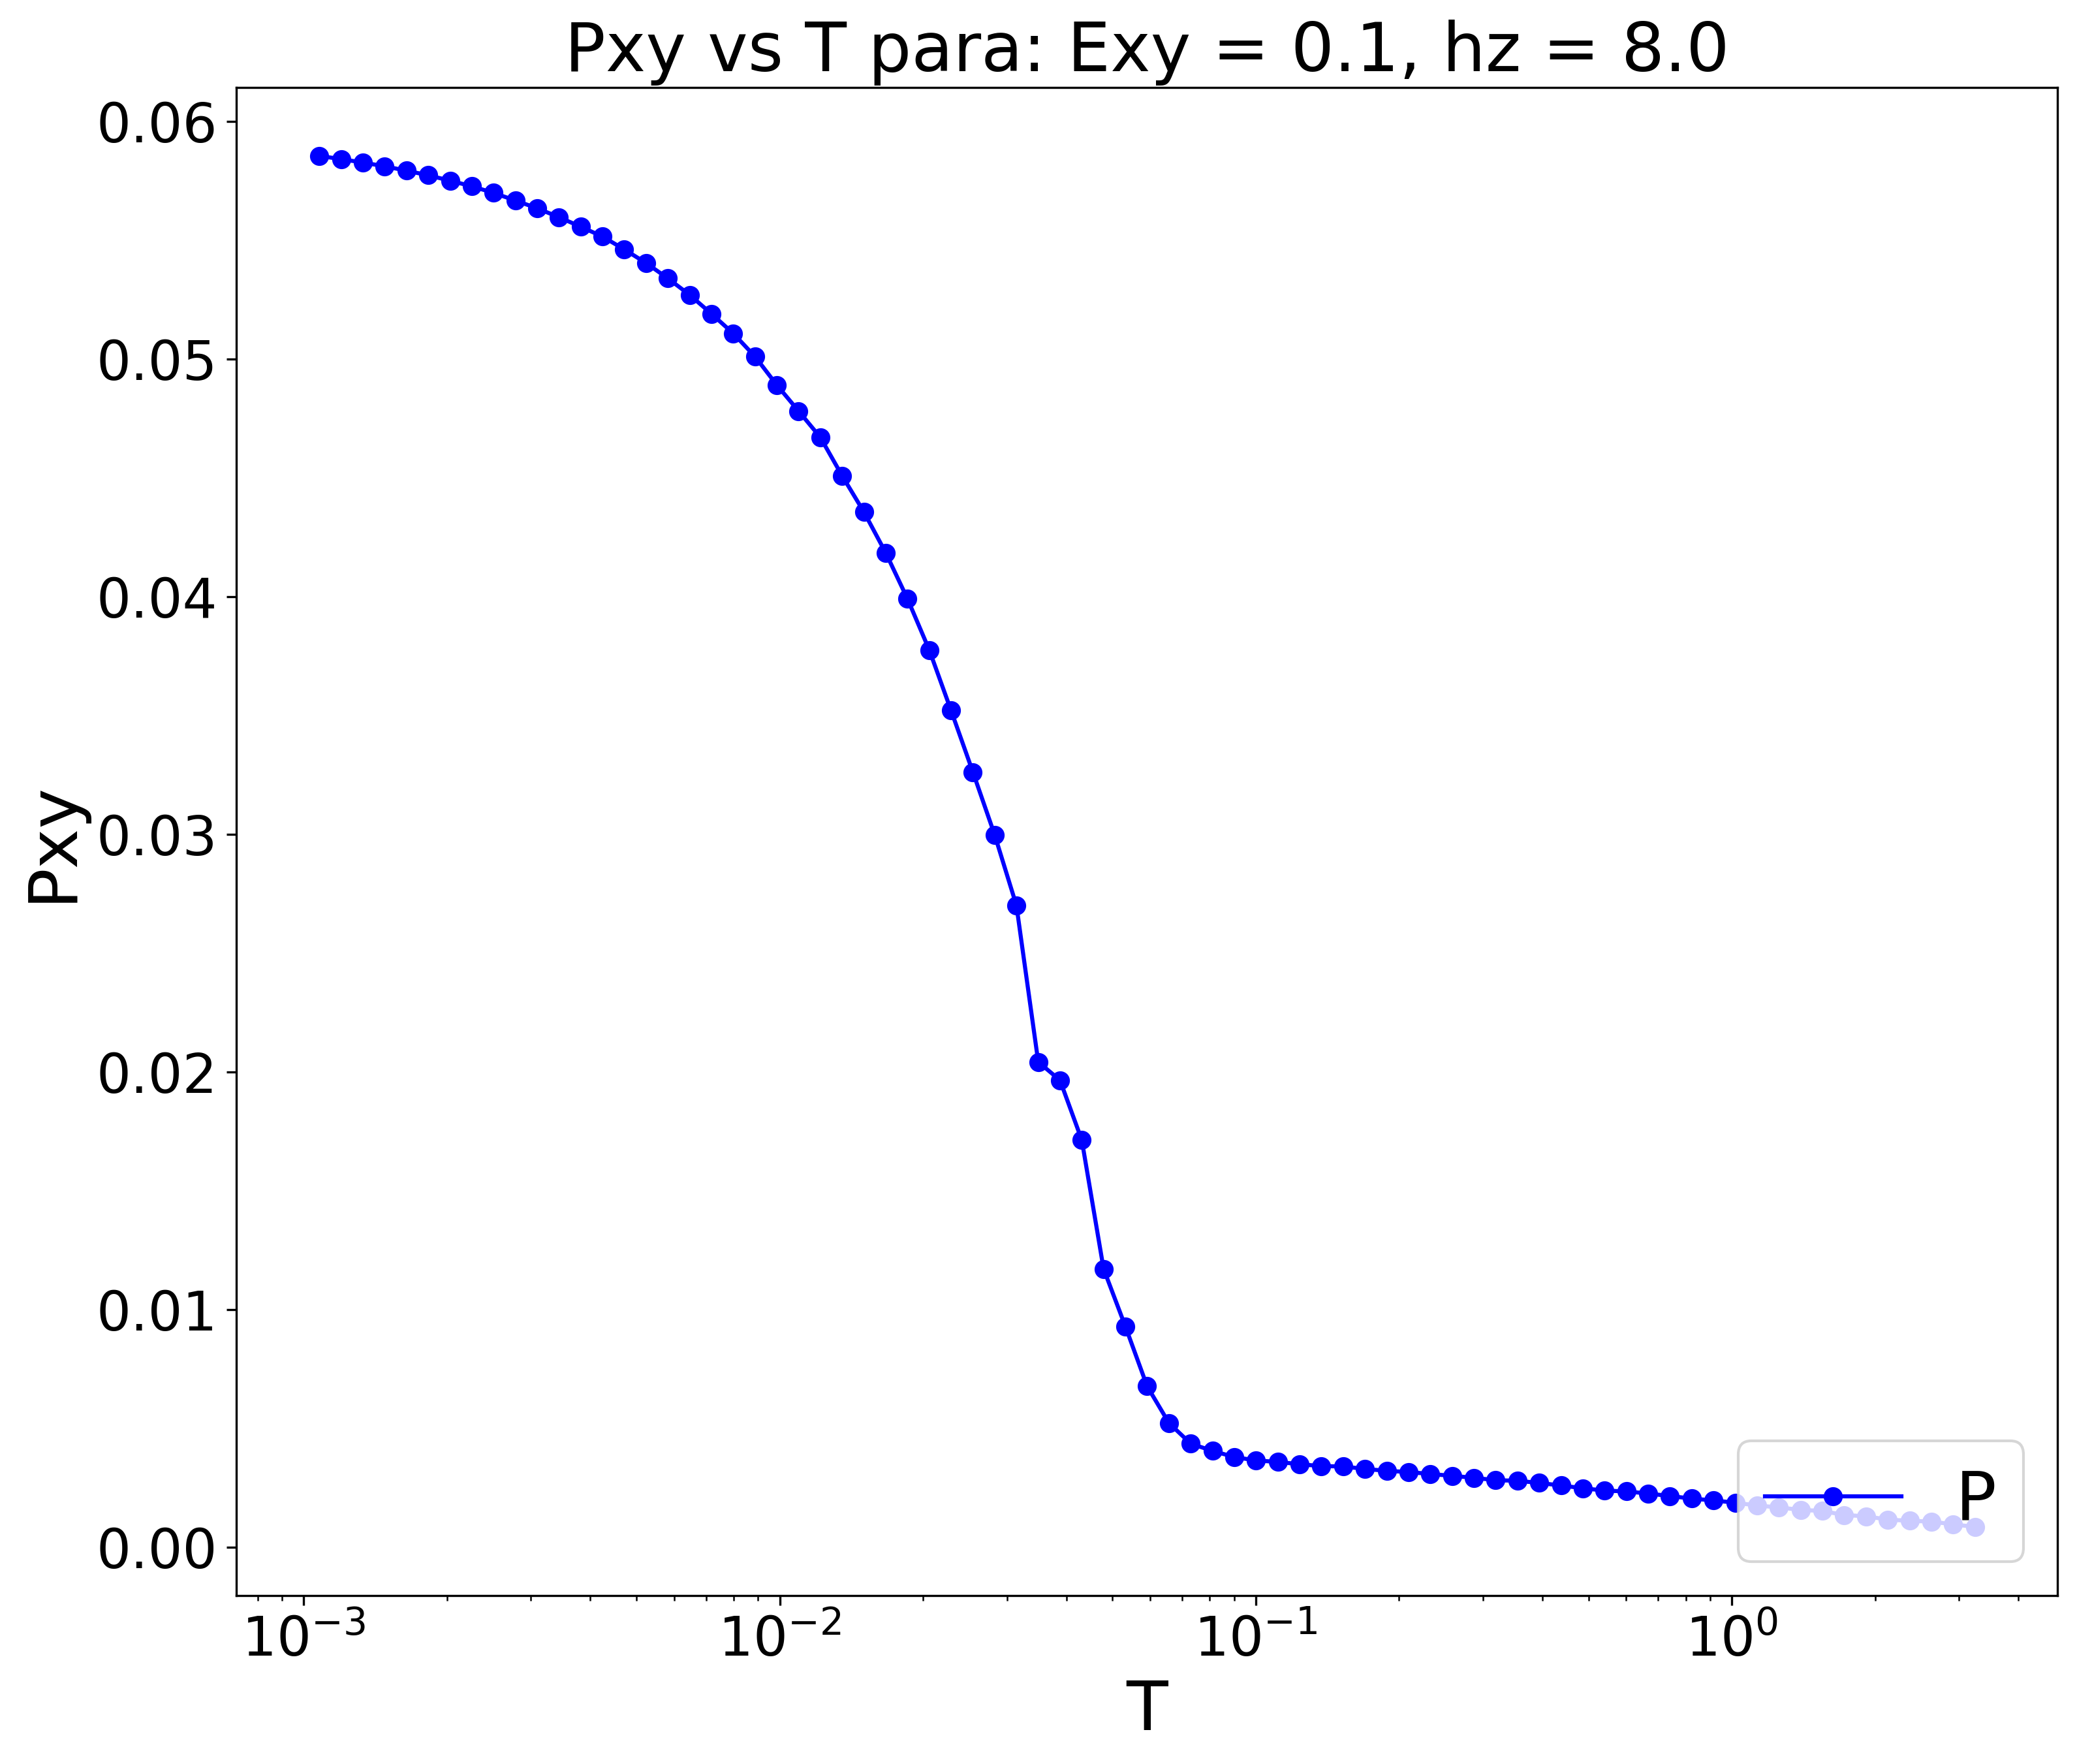 Pxy vs T para: Exy = 0.1, hz = 8.0
0.06
0.05
0.04
0.03
0.02
0.01
0.00
Pxy
P
10⁻³ 10⁻² 10⁻¹ 10⁰
T